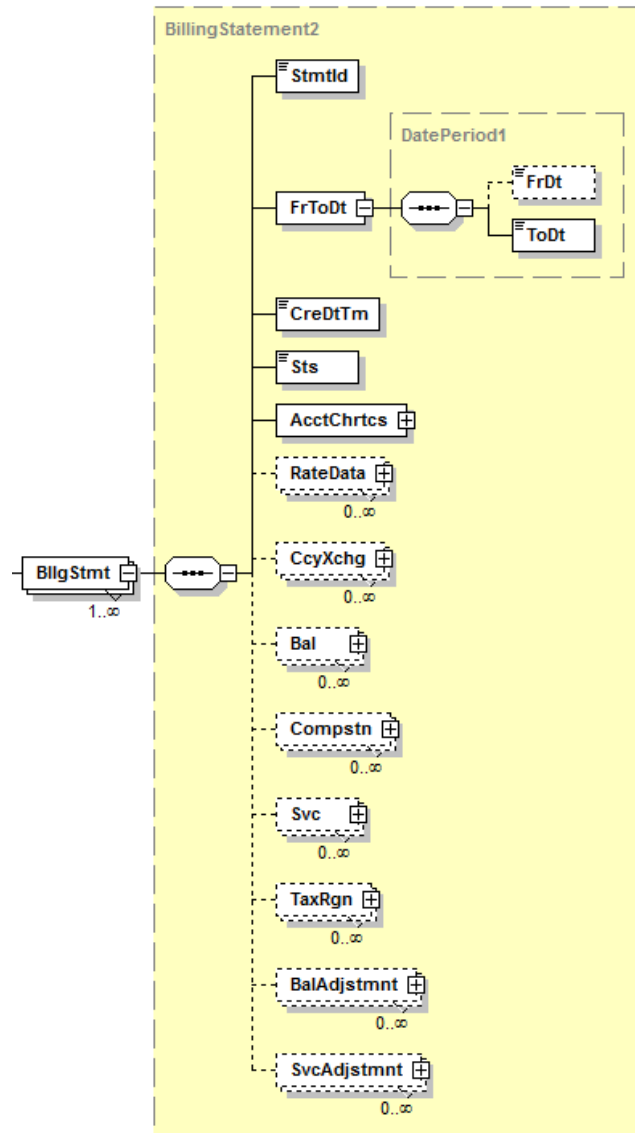 BillingStatement2
StmtId
DatePeriod1
FrDt
FrToDt
ToDt
CreDtTm
Sts
AcctChrtcs
RateData
0..∞
CcyXchg
0..∞
BllgStmt
1..∞
Bal
0..∞
Compstn
0..∞
Svc
0..∞
TaxRgn
0..∞
BalAdjstmnt
0..∞
SvcAdjstmnt
0..∞